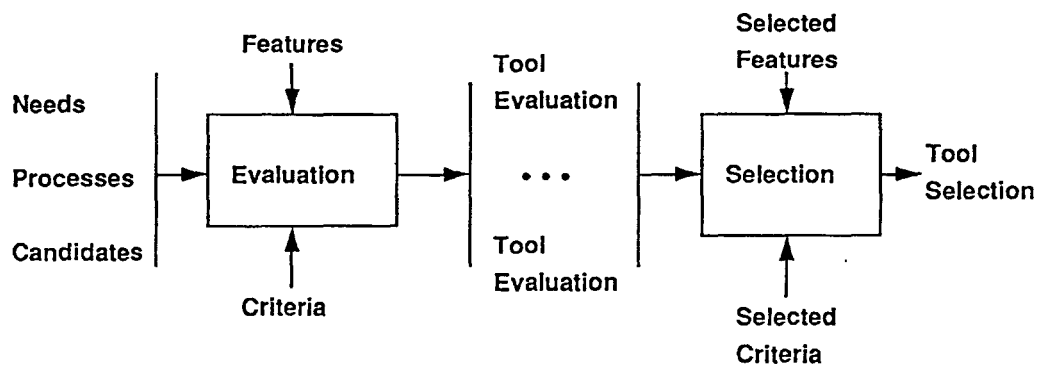 Needs
Processes
Candidates
Features
Evaluation
Criteria
Tool
Evaluation
• • •
Tool
Evaluation
Selected
Features
Selection
Selected
Criteria
Tool
Selection